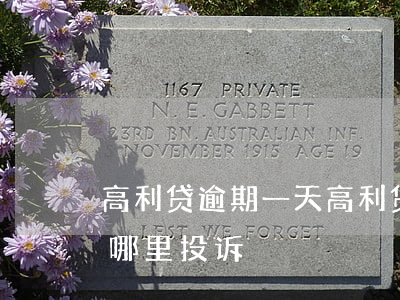 1167 PRIVATE
N. E. GABBETT
23RD BN. AUSTRALIAN INF.
NOVEMBER 1915 AGE 19
高利贷逾期一天高利贷
LEST WE FORGET
哪里投诉